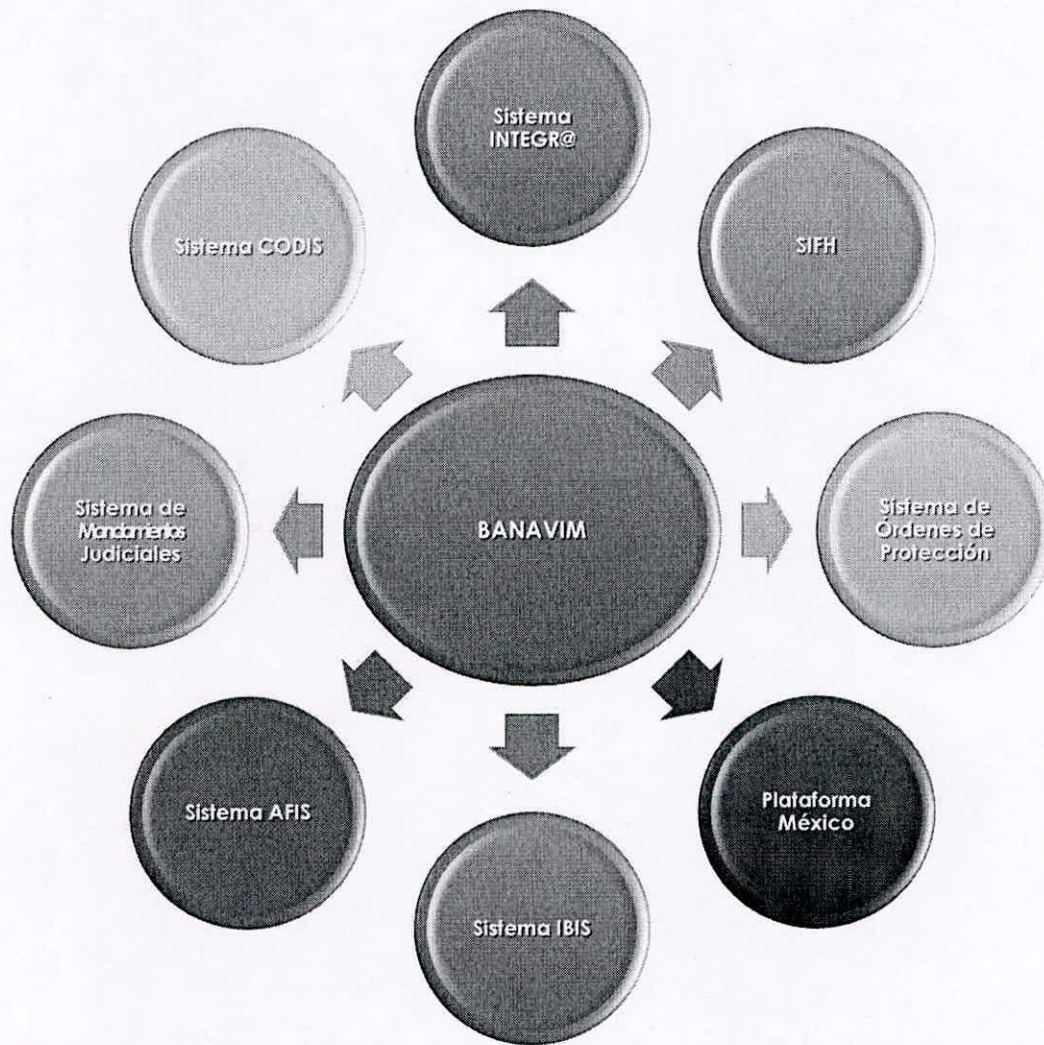 Sistema
INTEGR@
Sistema CODIS
SIFH
Sistema de
Mandamientos
Judiciales
BANAVIM
Sistema de
Órdenes de
Protección
Sistema AFIS
Plataforma
México
Sistema IBIS